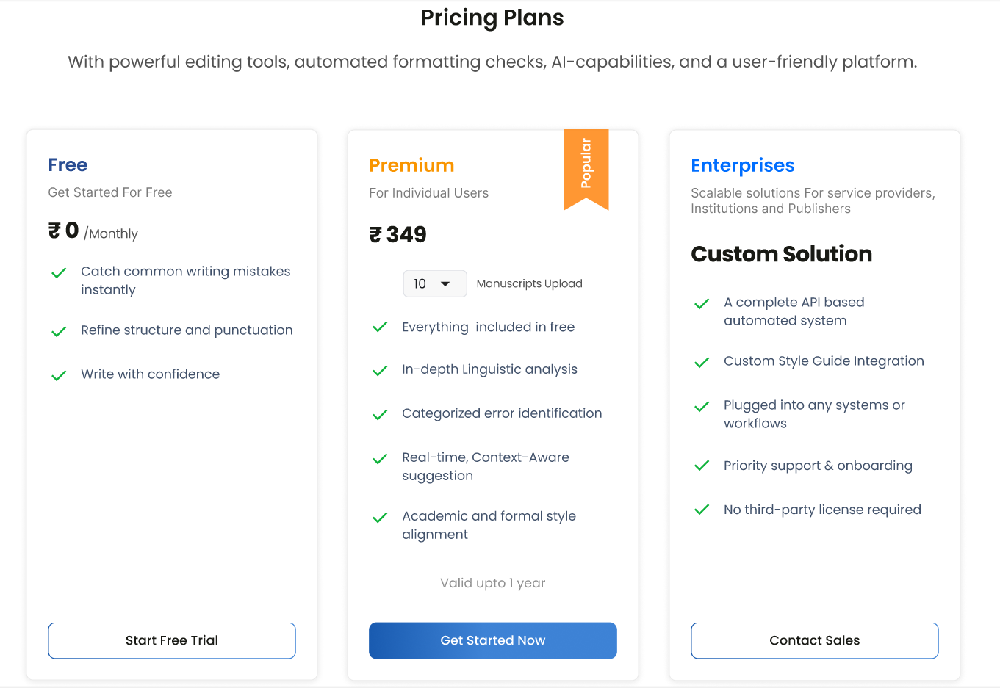 Pricing Plans
With powerful editing tools, automated formatting checks, AI-capabilities, and a user-friendly platform.
Free
Get Started For Free
₹ 0 /Monthly
Catch common writing mistakes
instantly
Refine structure and punctuation
Write with confidence
Start Free Trial
Popular
Premium
For Individual Users
₹ 349
10 Manuscripts Upload
Everything included in free
In-depth Linguistic analysis
Categorized error identification
Real-time, Context-Aware
suggestion
Academic and formal style
alignment
Valid upto 1 year
Get Started Now
Enterprises
Scalable solutions For service providers,
Institutions and Publishers
Custom Solution
A complete API based
automated system
Custom Style Guide Integration
Plugged into any systems or
workflows
Priority support & onboarding
No third-party license required
Contact Sales